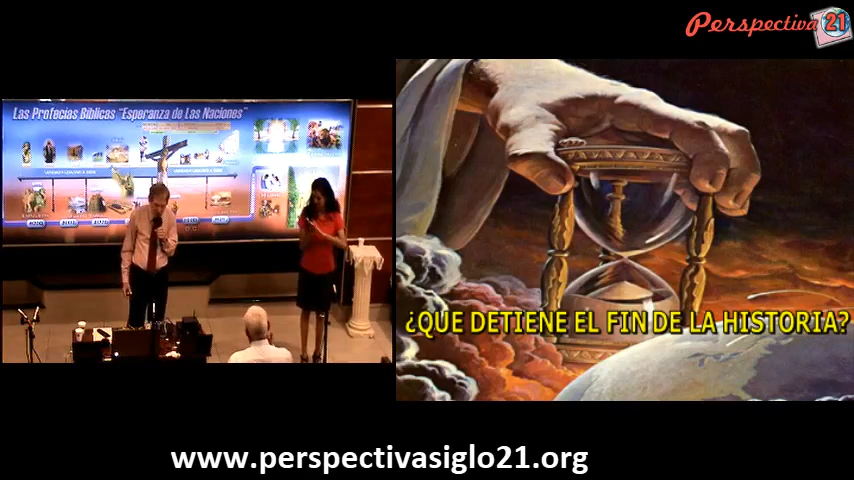 Perspectiva 21
Las Profecías Bíblicas "Esperanza de Las Naciones"
¿QUE DETIENE EL FIN DE LA HISTORIA?
www.perspectivasiglo21.org